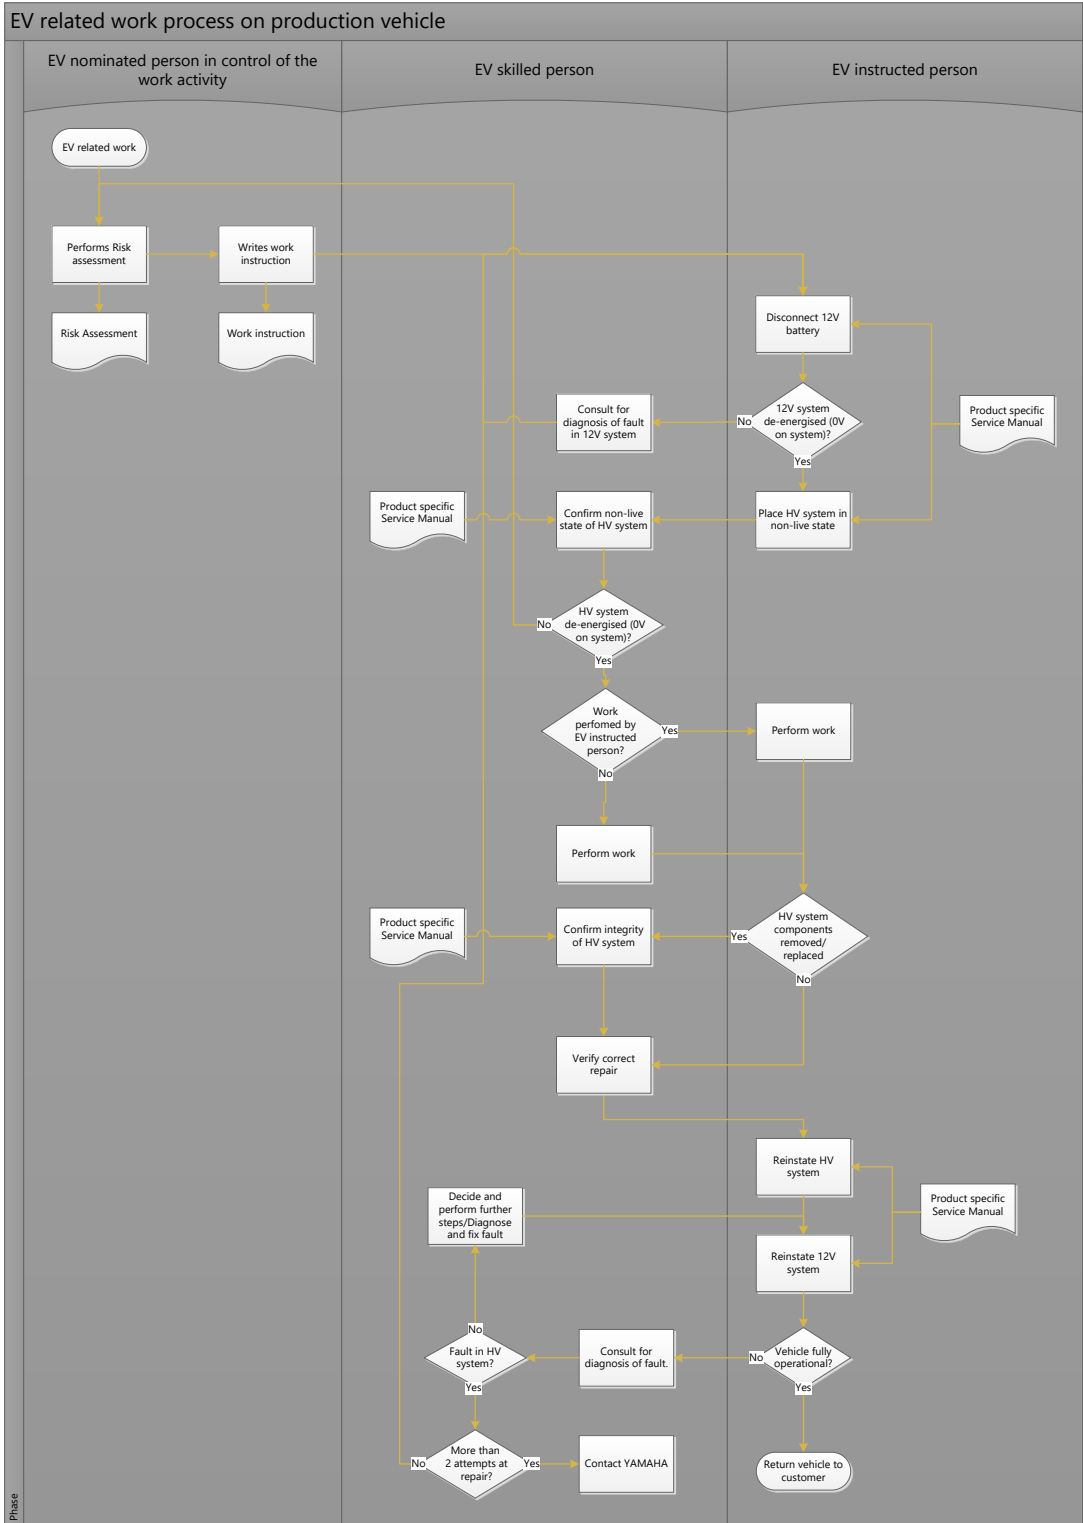 EV related work process on production vehicle
EV nominated person in control of the
work activity
EV skilled person
EV instructed person
EV related work
Performs Risk
assessment
Writes work
instruction
Risk Assessment
Work instruction
Disconnect 12V
battery
Consult for
diagnosis of fault
in 12V system
No
12V system
de-energised (0V
on system)?
Yes
Product specific
Service Manual
Product specific
Service Manual
Confirm non-live
state of HV system
Place HV system in
non-live state
HV system
de-energised (0V
on system)?
No
Yes
Work
perfomed by
EV instructed
person?
Yes
No
Perform work
Perform work
Product specific
Service Manual
Confirm integrity
of HV system
Yes
HV system
components
removed/
replaced
No
Verify correct
repair
Reinstate HV
system
Decide and
perform further
steps/Diagnose
and fix fault
Product specific
Service Manual
Reinstate 12V
system
No
Fault in HV
system?
Yes
Consult for
diagnosis of fault.
No
Vehicle fully
operational?
Yes
No
More than
2 attempts at
repair?
Yes
Contact YAMAHA
Return vehicle to
customer
Phase